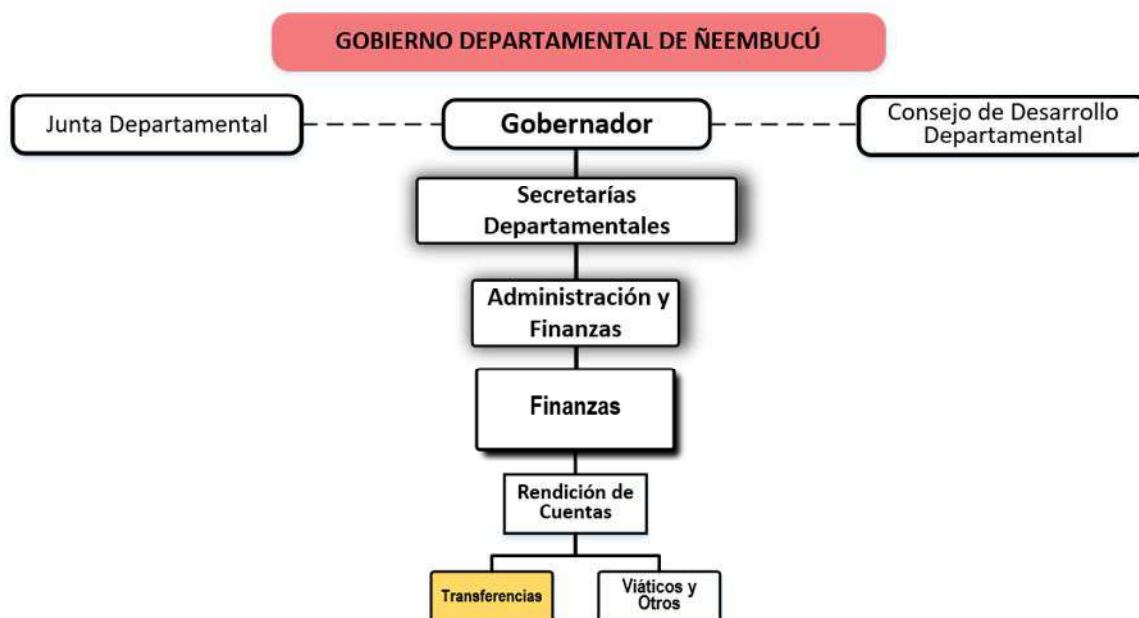 GOBIERNO DEPARTAMENTAL DE ÑEEMBUCÚ
Junta Departamental
Gobernador
Consejo de Desarrollo
Departamental
Secretarías
Departamentales
Administración y
Finanzas
Finanzas
Rendición de
Cuentas
Transferencias
Viáticos y
Otros